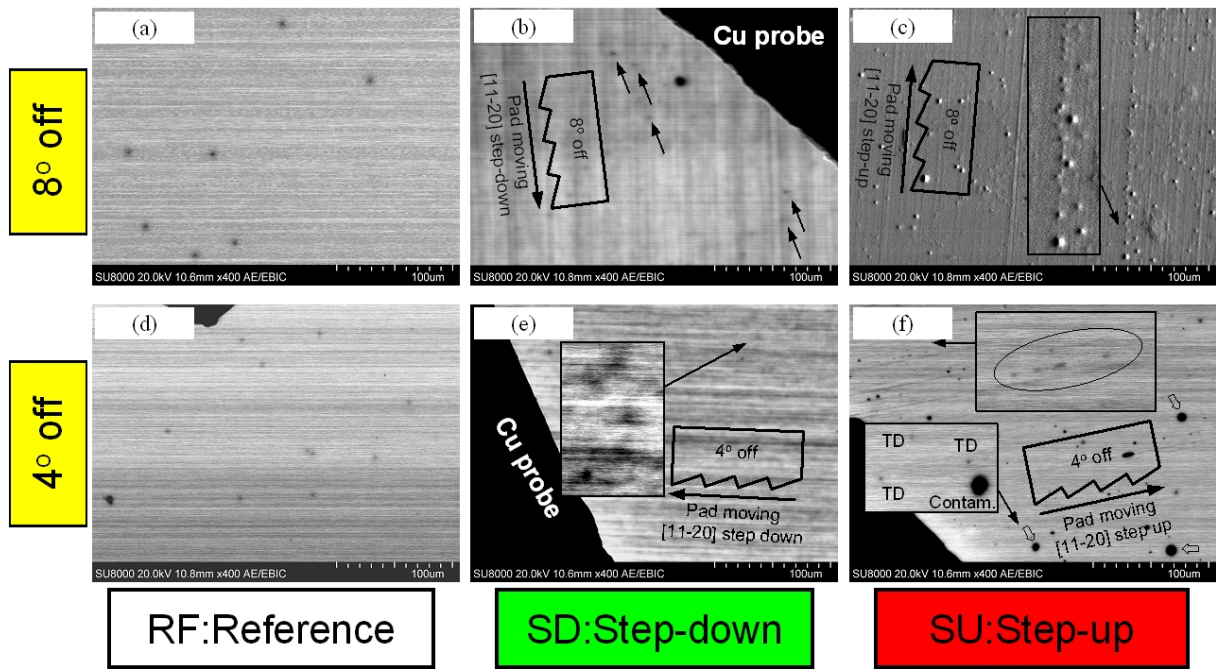 8° off
(a)
SU8000 20.0kV 10.6mm x400 AE/EBIC
100um
(b)
Cu probe
Pad moving
[11-20] step-down
8° off
SU8000 20.0kV 10.8mm x400 AE/EBIC
100um
(c)
Pad moving
[11-20] step-up
8° off
SU8000 20.0kV 10.8mm x400 AE/EBIC
100um
4° off
(d)
SU8000 20.0kV 10.8mm x400 AE/EBIC
100um
(e)
Cu probe
4° off
Pad moving
[11-20] step down
SU8000 20.0kV 10.6mm x400 AE/EBIC
100um
(f)
TD
TD
TD
Contam.
4° off
Pad moving
[11-20] step up
SU8000 20.0kV 10.8mm x400 AE/EBIC
100um
RF:Reference
SD:Step-down
SU:Step-up